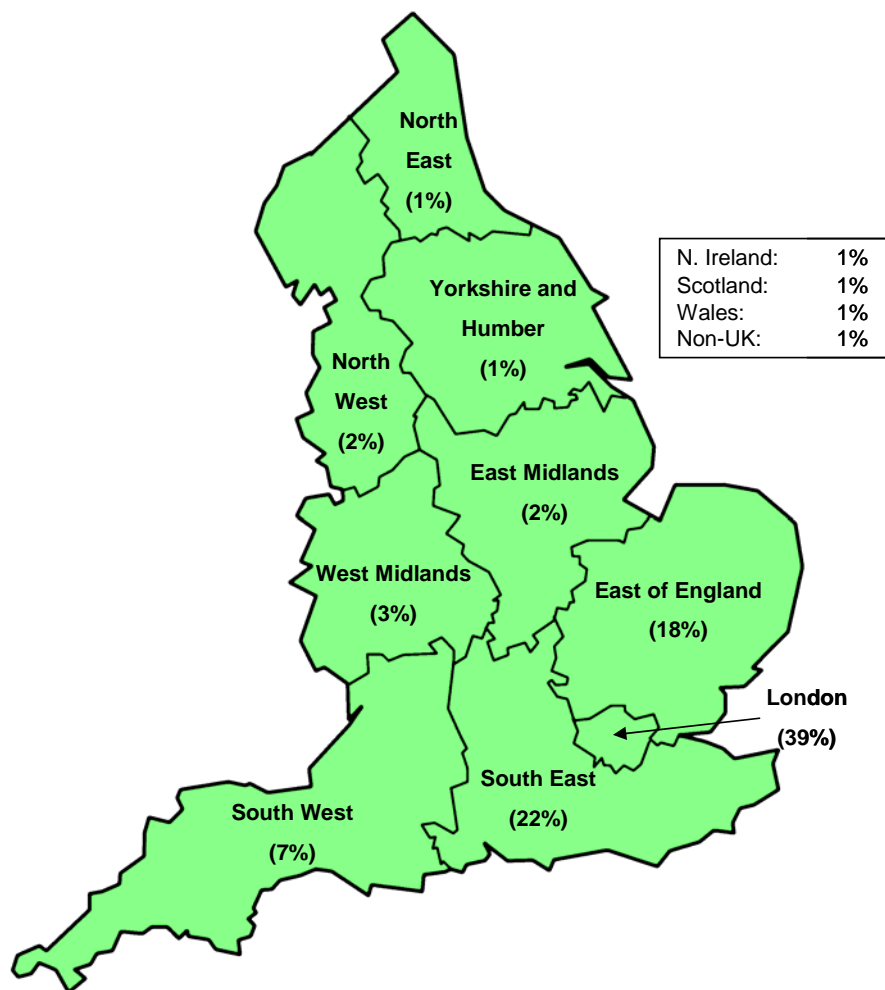 North
East
(1%)
N. Ireland: 1%
Scotland: 1%
Wales: 1%
Non-UK: 1%
Yorkshire and
Humber
(1%)
North
West
(2%)
East Midlands
(2%)
West Midlands
(3%)
East of England
(18%)
London
(39%)
South East
(22%)
South West
(7%)